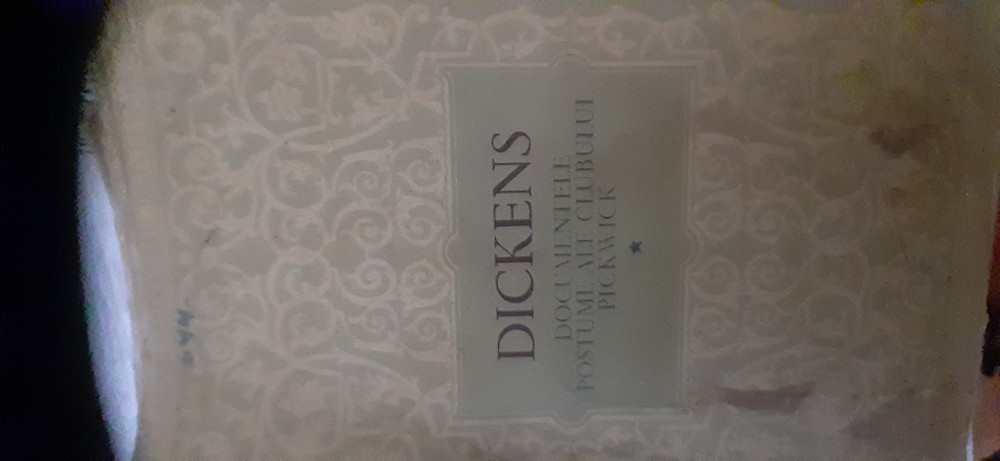 DICKENS
DOCUMENTELE
POSTUME ALE CLUBULUI
PICKWICK